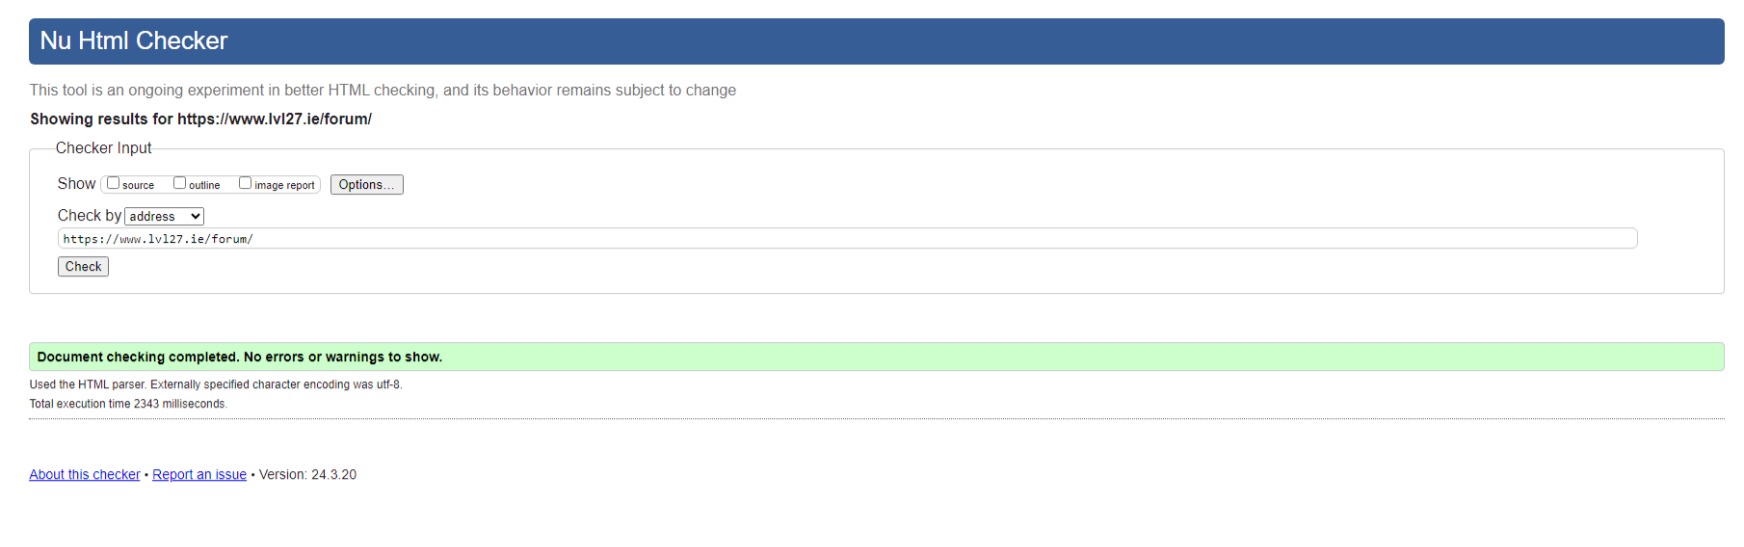 Nu Html Checker
This tool is an ongoing experiment in better HTML checking, and its behavior remains subject to change
Showing results for https://www.lvl27.ie/forum/
Checker Input
Show source outline image report Options...
Check by address
https://www.lvl27.ie/forum/
Check
Document checking completed. No errors or warnings to show.
Used the HTML parser. Externally specified character encoding was utf-8.
Total execution time 2343 milliseconds.
About this checker • Report an issue • Version: 24.3.20